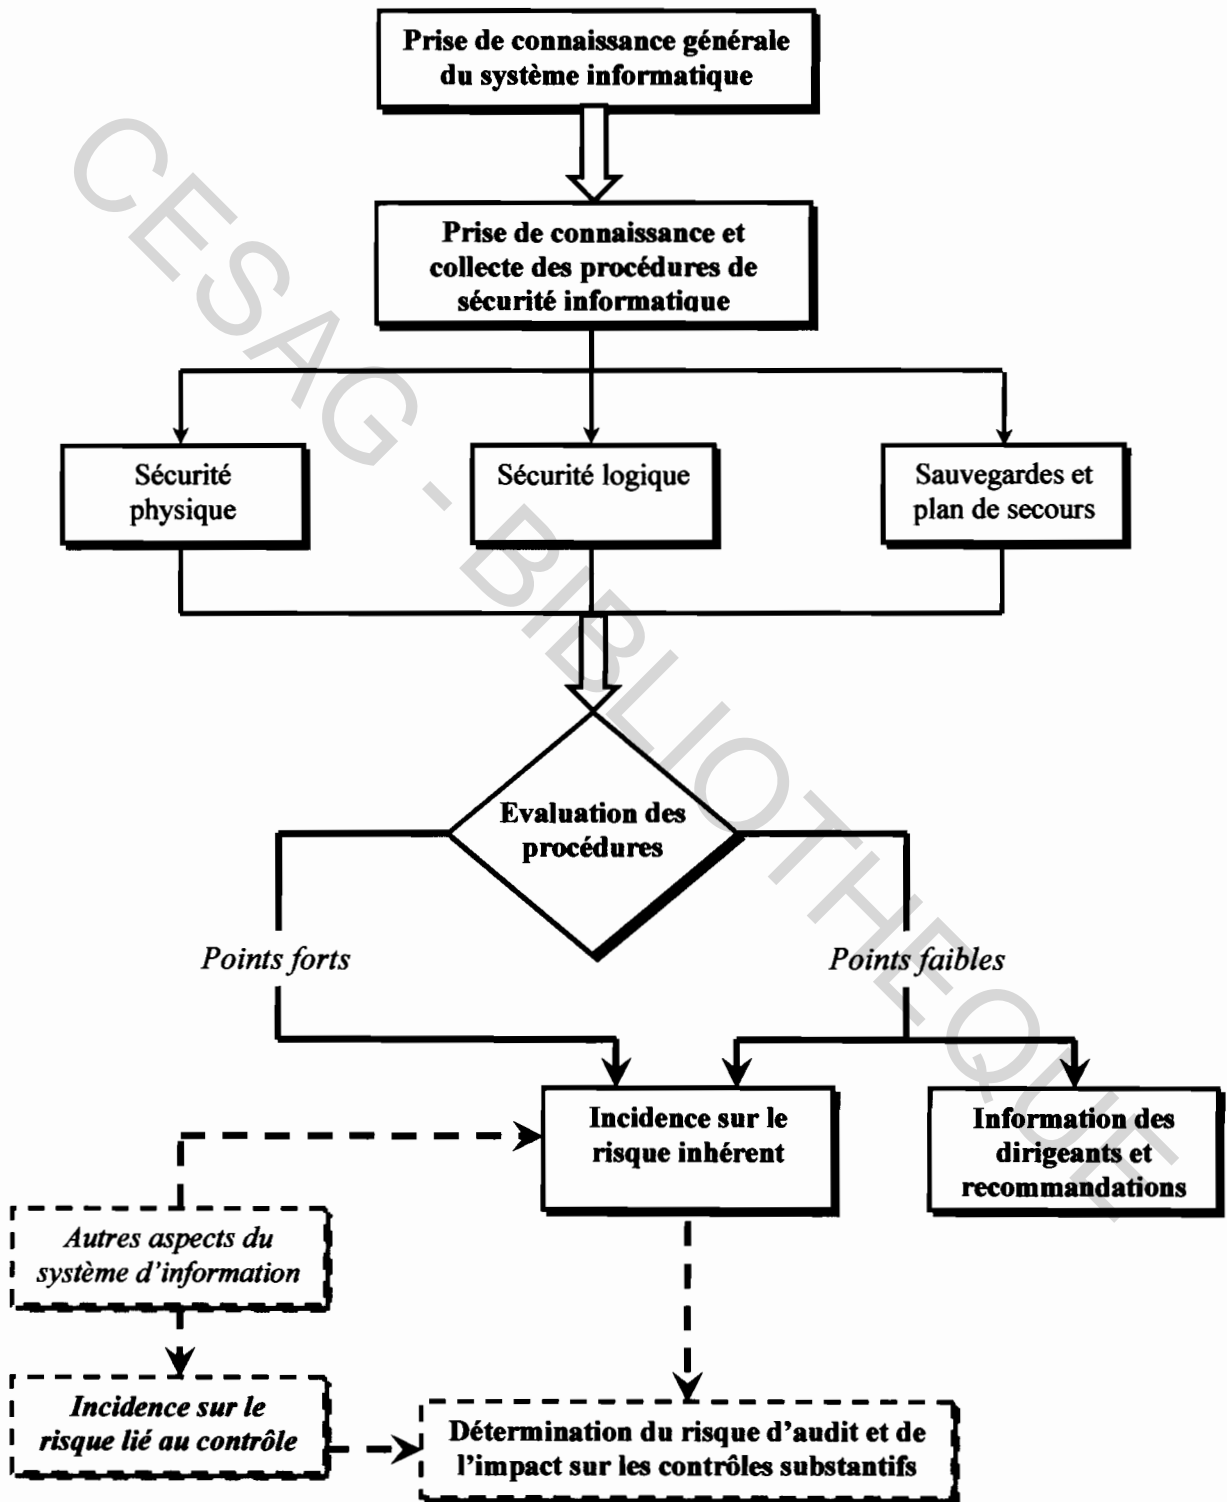 Prise de connaissance générale
du système informatique
Prise de connaissance et
collecte des procédures de
sécurité informatique
Sécurité
physique
Sécurité logique
Sauvegardes et
plan de secours
Evaluation des
procédures
Points forts
Points faibles
Incidence sur le
risque inhérent
Information des
dirigeants et
recommandations
Autres aspects du
système d'information
Incidence sur le
risque lié au contrôle
Détermination du risque d'audit et de
l'impact sur les contrôles substantifs
CESAG - BIBLIOTHEQUE